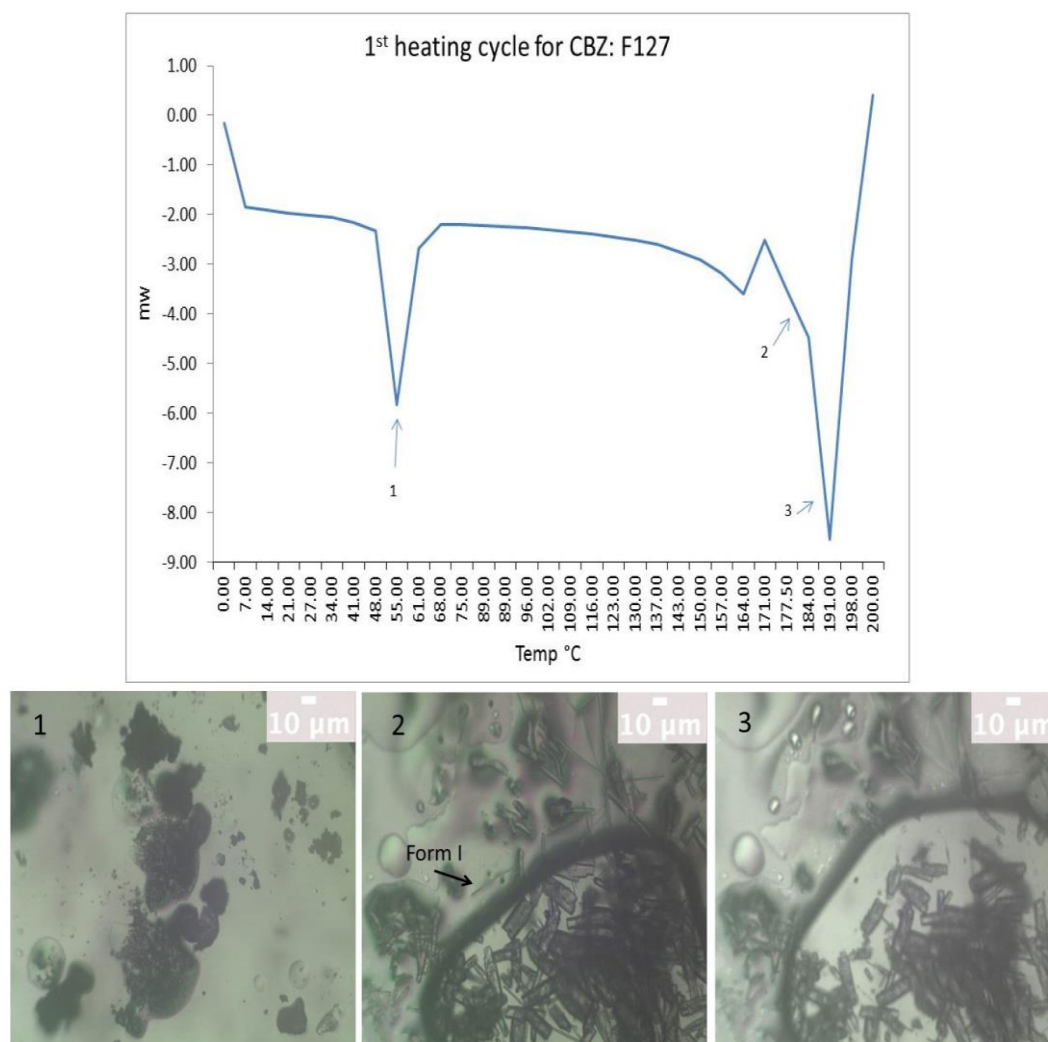 1st heating cycle for CBZ: F127
1.00
0.00
-1.00
-2.00
-3.00
-4.00
-5.00
-6.00
-7.00
-8.00
-9.00
mw
1
2
3
0.00 7.00 14.00 21.00 27.00 34.00 41.00 48.00 55.00 61.00 68.00 75.00 89.00 89.00 96.00 102.00 109.00 116.00 123.00 130.00 137.00 143.00 150.00 157.00 164.00 171.00 177.50 184.00 191.00 198.00 200.00
Temp °C
1
10 μm
2
10 μm
Form I
3
10 μm